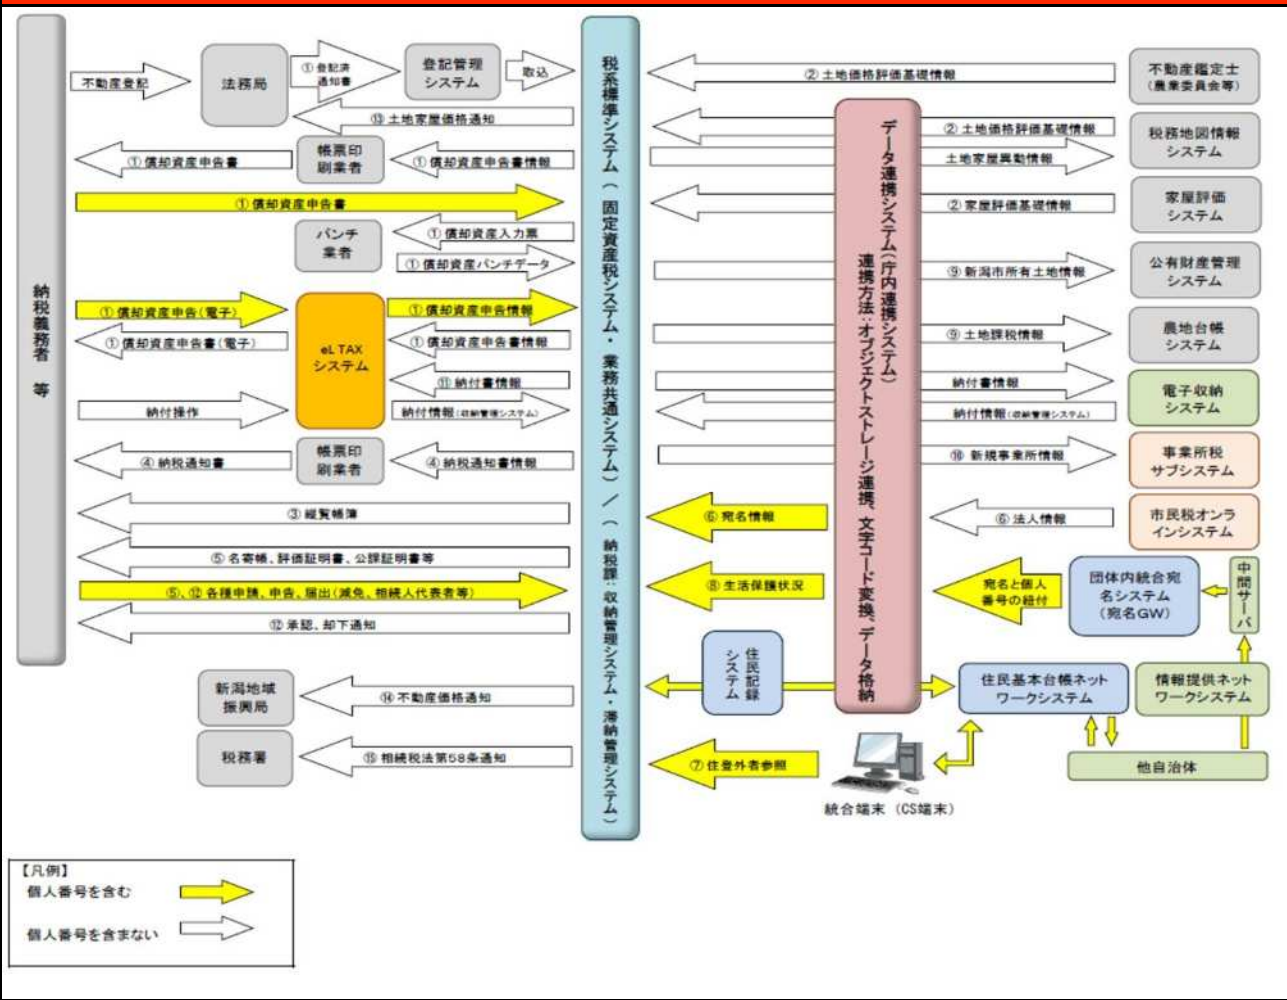 納税義務者 等
不動産登記
法務局
① 登記済
通知書
登記管理
システム
取込
⑬ 土地家屋価格通知
① 償却資産申告書
帳票印
刷業者
① 償却資産申告書情報
① 償却資産申告書
パンチ
業者
① 償却資産入力票
① 償却資産パンチデータ
① 償却資産申告(電子)
① 償却資産申告書(電子)
eLTAX
システム
① 償却資産申告情報
① 償却資産申告書情報
⑪ 納付書情報
納付操作
納付情報(収納管理システム)
④ 納税通知書
帳票印
刷業者
④ 納税通知書情報
③ 縦覧帳簿
⑤ 名寄帳、評価証明書、公課証明書等
⑤、⑫ 各種申請、申告、届出(減免、相続人代表者等)
⑫ 承認、却下通知
新潟地域
振興局
⑭ 不動産価格通知
税務署
⑮ 相続税法第58条通知
税系標準システム(固定資産税システム・業務共通システム)/(納税課:収納管理システム・滞納管理システム)
② 土地価格評価基礎情報
不動産鑑定士
(農業委員会等)
データ連携システム(庁内連携システム)
連携方法:オブジェクトストレージ連携、文字コード変換、データ格納
② 土地価格評価基礎情報
土地家屋異動情報
税務地図情報
システム
② 家屋評価基礎情報
家屋評価
システム
⑨ 新潟市所有土地情報
公有財産管理
システム
⑨ 土地課税情報
農地台帳
システム
納付書情報
納付情報(収納管理システム)
電子収納
システム
⑩ 新規事業所情報
事業所税
サブシステム
⑥ 宛名情報
⑥ 法人情報
市民税オンラ
インシステム
⑧ 生活保護状況
宛名と個人
番号の紐付
団体内統合宛
名システム
(宛名GW)
中間サーバ
住民記録
システム
住民基本台帳ネット
ワークシステム
情報提供ネット
ワークシステム
⑦ 住登外者参照
統合端末 (CS端末)
他自治体
【凡例】
個人番号を含む
個人番号を含まない